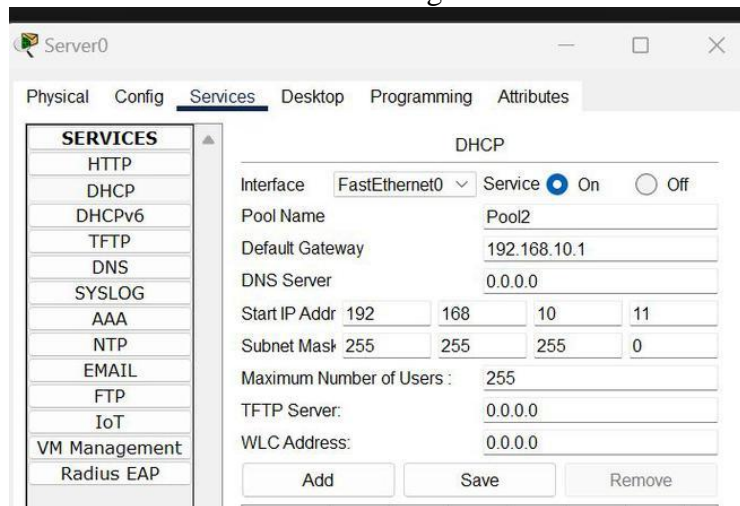 Server0
Physical Config Services Desktop Programming Attributes
SERVICES
HTTP
DHCP
DHCPv6
TFTP
DNS
SYSLOG
AAA
NTP
EMAIL
FTP
IoT
VM Management
Radius EAP
DHCP
Interface FastEthernet0 Service On Off
Pool Name Pool2
Default Gateway 192.168.10.1
DNS Server 0.0.0.0
Start IP Addr 192 168 10 11
Subnet Mask 255 255 255 0
Maximum Number of Users : 255
TFTP Server: 0.0.0.0
WLC Address: 0.0.0.0
Add Save Remove